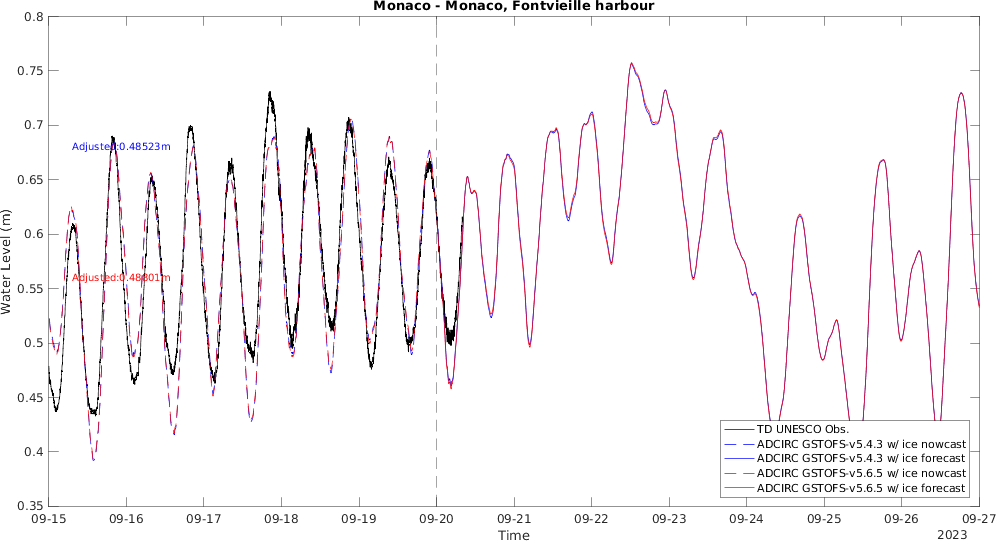 Monaco - Monaco, Fontvieille harbour
0.8
0.75
0.7
0.65
0.6
0.55
0.5
0.45
0.4
0.35
Water Level (m)
Adjusted:0.48523m
Adjusted:0.48801m
TD UNESCO Obs.
ADCIRC GSTOFS-v5.4.3 w/ ice nowcast
ADCIRC GSTOFS-v5.4.3 w/ ice forecast
ADCIRC GSTOFS-v5.6.5 w/ ice nowcast
ADCIRC GSTOFS-v5.6.5 w/ ice forecast
09-15 09-16 09-17 09-18 09-19 09-20 09-21 09-22 09-23 09-24 09-25 09-26 09-27
Time
2023